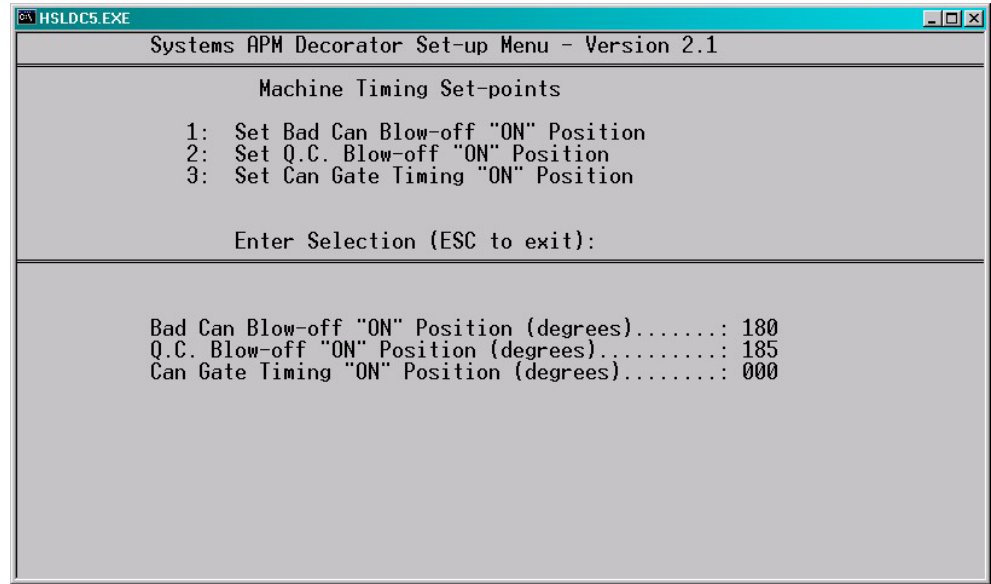 HSLDC5.EXE
Systems APM Decorator Set-up Menu - Version 2.1
Machine Timing Set-points
1: Set Bad Can Blow-off "ON" Position
2: Set Q.C. Blow-off "ON" Position
3: Set Can Gate Timing "ON" Position
Enter Selection (ESC to exit):
Bad Can Blow-off "ON" Position (degrees).......: 180
Q.C. Blow-off "ON" Position (degrees)..........: 185
Can Gate Timing "ON" Position (degrees)........: 000